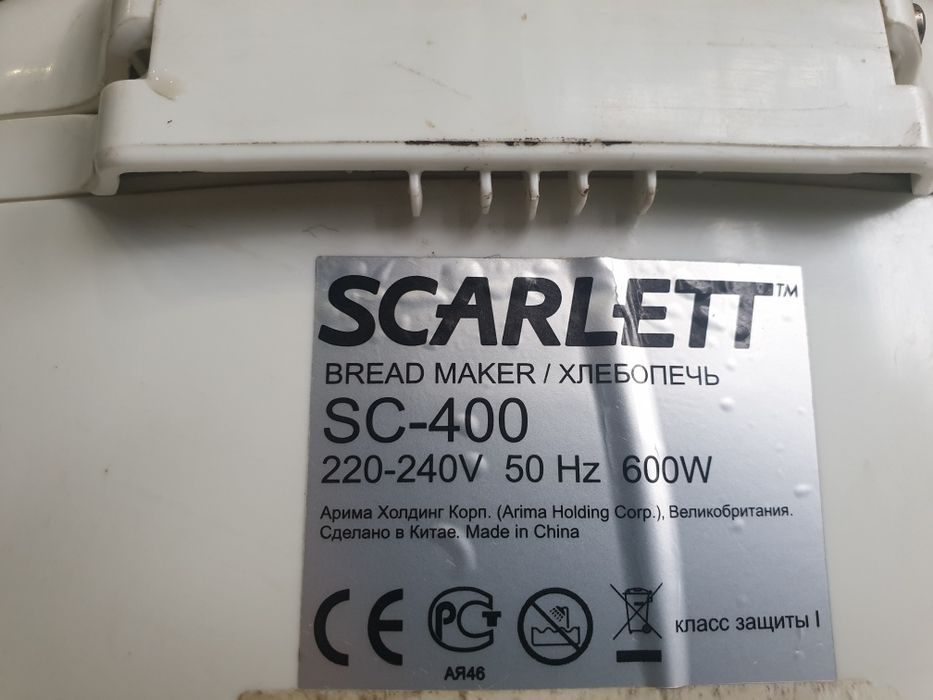 SCARLETT™
BREAD MAKER / ХЛЕБОПЕЧЬ
SC-400
220-240V 50 Hz 600W
Арима Холдинг Корп. (Arima Holding Corp.), Великобритания.
Сделано в Китае. Made in China
CE РСТ класс защиты I
АЯ46